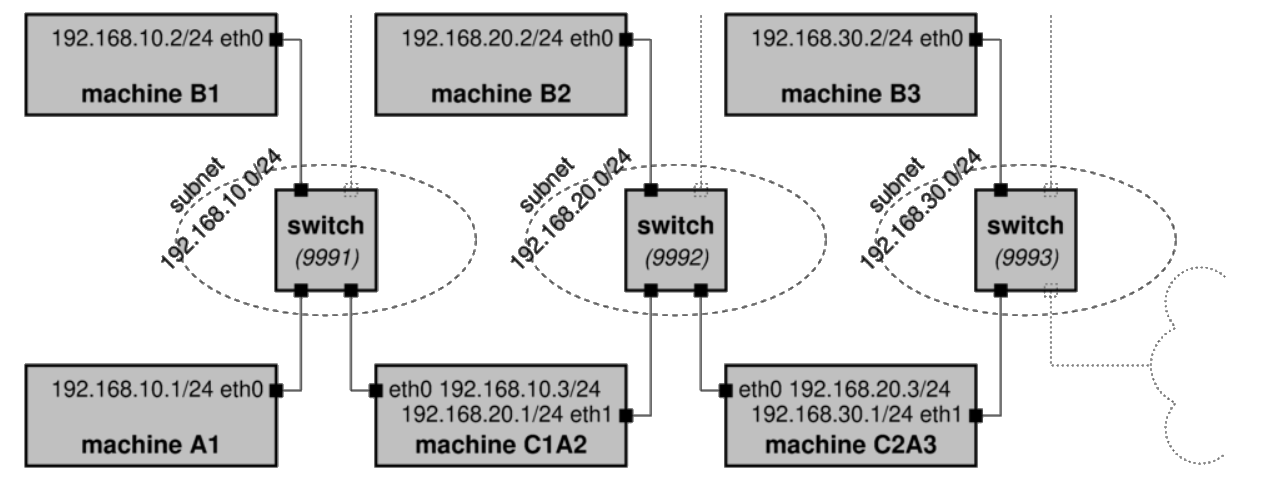 192.168.10.2/24 eth0
machine B1
192.168.20.2/24 eth0
machine B2
192.168.30.2/24 eth0
machine B3
subnet
192.168.10.0/24
switch
(9991)
subnet
192.168.20.0/24
switch
(9992)
subnet
192.168.30.0/24
switch
(9993)
192.168.10.1/24 eth0
machine A1
eth0 192.168.10.3/24
192.168.20.1/24 eth1
machine C1A2
eth0 192.168.20.3/24
192.168.30.1/24 eth1
machine C2A3